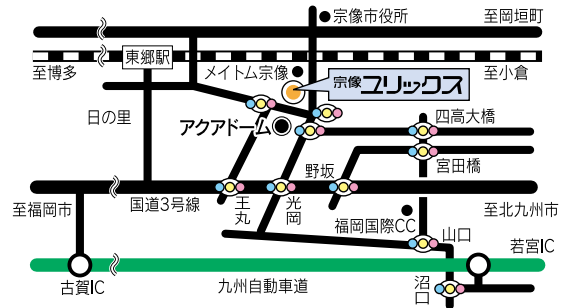 宗像市役所
至岡垣町
東郷駅
至博多
メイトム宗像
宗像ユリックス
至小倉
日の里
アクアドーム
四高大橋
野坂
宮田橋
至福岡市
国道3号線
王丸
光岡
福岡国際CC
至北九州市
山口
若宮IC
古賀IC
九州自動車道
沼口